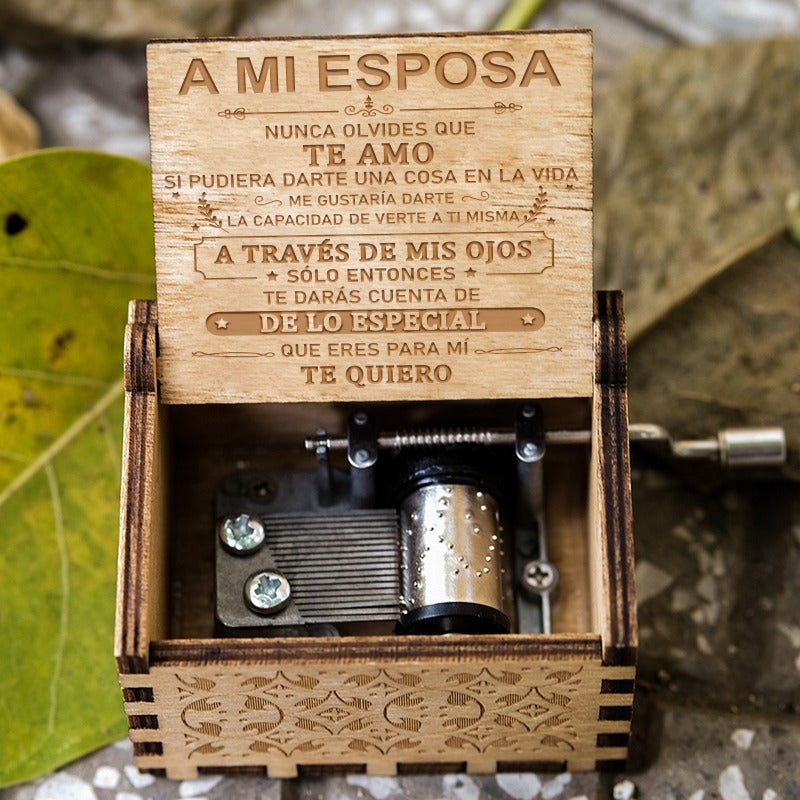 A MI ESPOSA
NUNCA OLVIDES QUE
TE AMO
SI PUDIERA DARTE UNA COSA EN LA VIDA
ME GUSTARÍA DARTE
LA CAPACIDAD DE VERTE A TI MISMA
A TRAVÉS DE MIS OJOS
SÓLO ENTONCES
TE DARÁS CUENTA DE
DE LO ESPECIAL
QUE ERES PARA MÍ
TE QUIERO